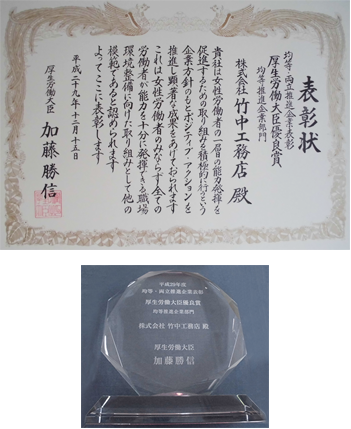 表彰状
均等・両立推進企業表彰
厚生労働大臣優良賞
均等推進企業部門
株式会社 竹中工務店 殿
貴社は女性労働者の一層の能力発揮を
促進するための取り組みを積極的に行うという
企業方針のもとポジティブ・アクションを
推進し顕著な成果をあげておられます
これは女性労働者のみならず全ての
労働者が能力を十分に発揮できる職場
環境整備に向けた取り組みとして他の
模範であると認められます
よってここに表彰します
平成二十九年十二月十五日
厚生労働大臣 加藤勝信
平成29年度
均等・両立推進企業表彰
厚生労働大臣優良賞
均等推進企業部門
株式会社 竹中工務店 殿
厚生労働大臣
加藤勝信